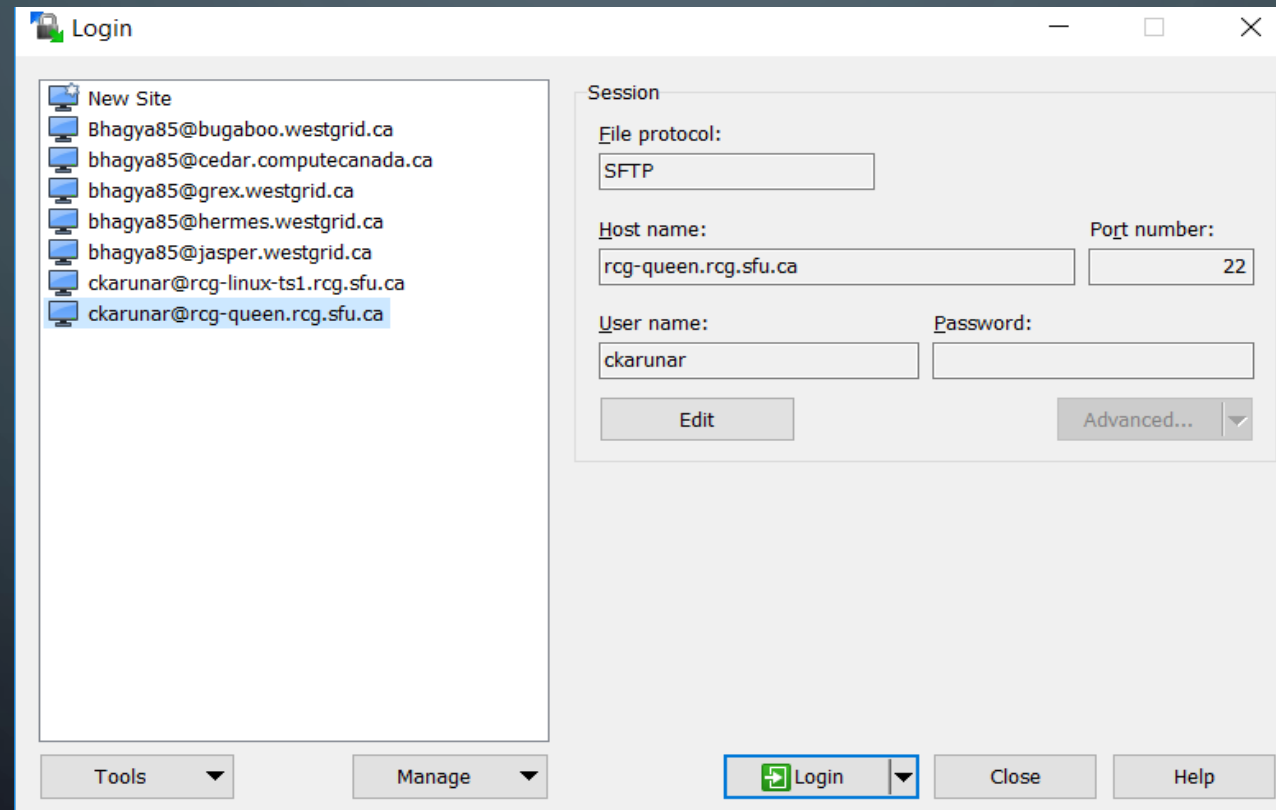 Login
New Site
Bhagya85@bugaboo.westgrid.ca
bhagya85@cedar.computecanada.ca
bhagya85@grex.westgrid.ca
bhagya85@hermes.westgrid.ca
bhagya85@jasper.westgrid.ca
ckarunar@rcg-linux-ts1.rcg.sfu.ca
ckarunar@rcg-queen.rcg.sfu.ca
Session
File protocol:
SFTP
Host name: Port number:
rcg-queen.rcg.sfu.ca 22
User name: Password:
ckarunar
Edit Advanced...
Tools Manage Login Close Help